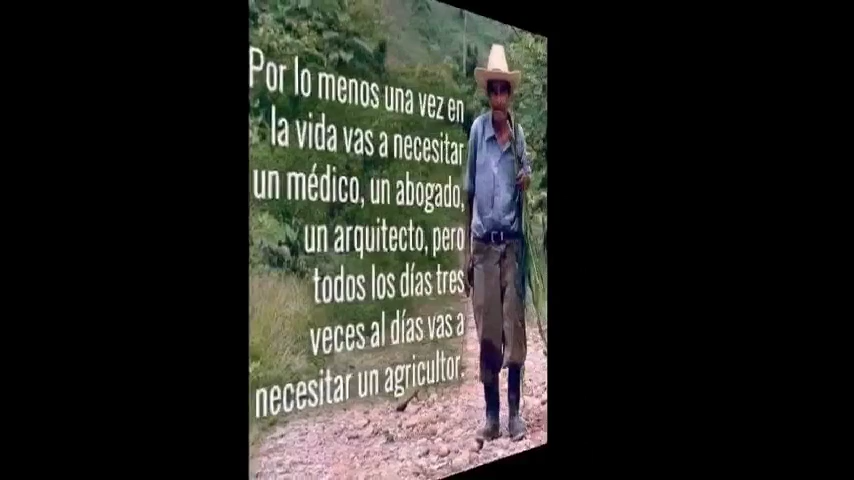 Por lo menos una vez en
la vida vas a necesitar
un médico, un abogado,
un arquitecto, pero
todos los días tres
veces al días vas a
necesitar un agricultor.